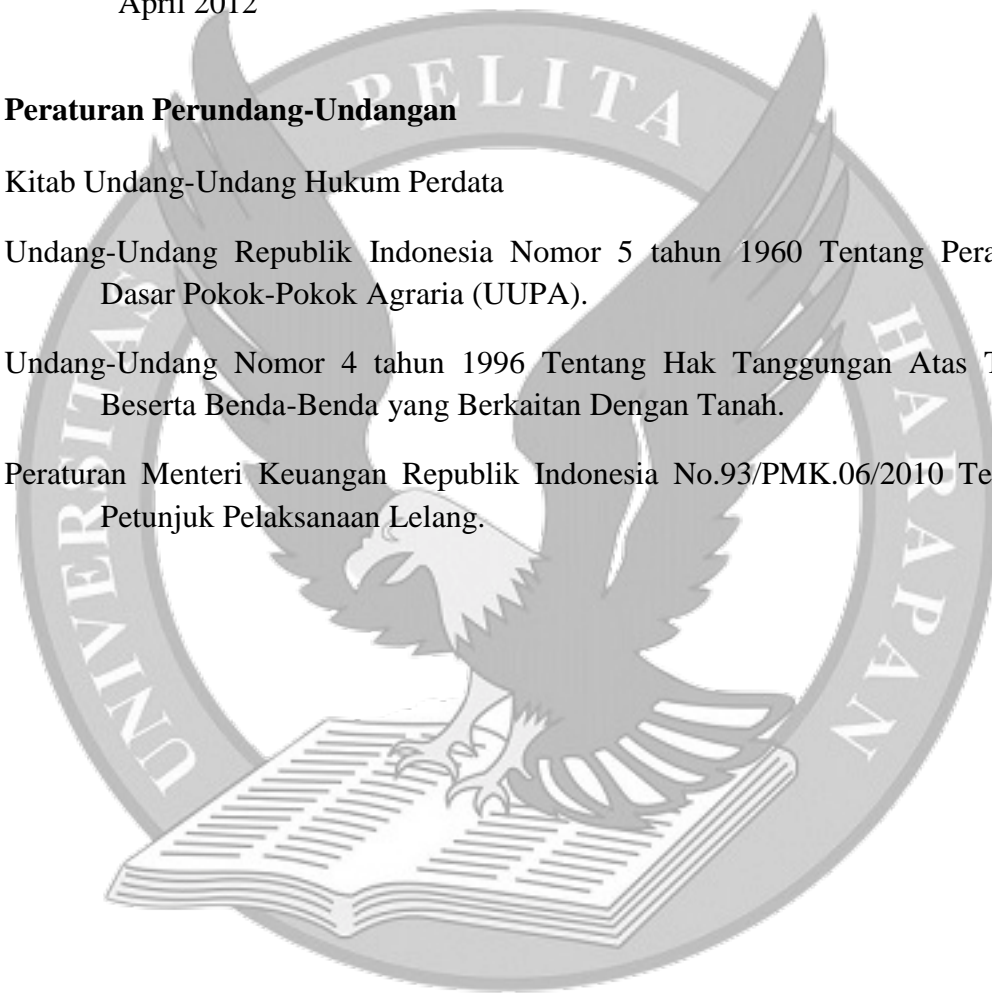 April 2012
PELITA
Peraturan Perundang-Undangan
Kitab Undang-Undang Hukum Perdata
Undang-Undang Republik Indonesia Nomor 5 tahun 1960 Tentang
Dasar Pokok-Pokok Agraria (UUPA).
Undang-Undang Nomor 4 tahun 1996 Tentang Hak Tanggungan Atas
Beserta Benda-Benda yang Berkaitan Dengan Tanah.
Peraturan Menteri Keuangan Republik Indonesia No.93/PMK.06/2010
Petunjuk Pelaksanaan Lelang.
UNIVERSITAS
HARAPAN